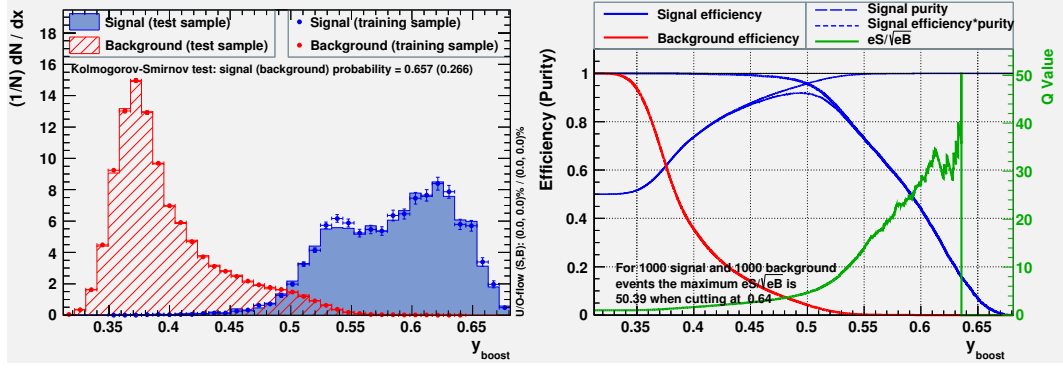 Signal (test sample)
Background (test sample)
Signal (training sample)
Background (training sample)
Kolmogorov-Smirnov test: signal (background) probability = 0.657 (0.266)
(1/N) dN / dx
18
16
14
12
10
8
6
4
2
0
0.35 0.4 0.45 0.5 0.55 0.6 0.65
y_boost
U/O-flow (S,B): (0.0, 0.0)% / (0.0, 0.0)%
Signal efficiency
Background efficiency
Signal purity
Signal efficiency*purity
eS/√eB
Efficiency (Purity)
1
0.8
0.6
0.4
0.2
0
For 1000 signal and 1000 background
events the maximum eS/√eB is
50.39 when cutting at 0.64
0.35 0.4 0.45 0.5 0.55 0.6 0.65
y_boost
Q Value
50
40
30
20
10
0